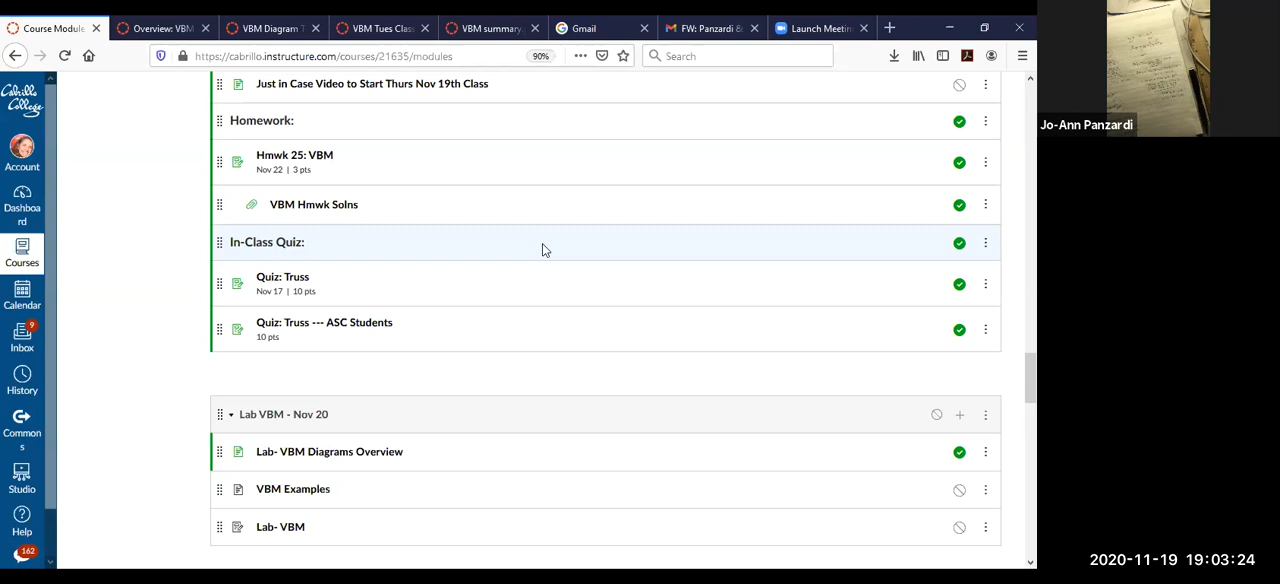 Course Module
Overview: VBM
VBM Diagram T
VBM Tues Class
VBM summary.
Gmail
FW: Panzardi &
Launch Meetin
https://cabrillo.instructure.com/courses/21635/modules
90%
Search
Cabrillo College
Account
Dashboa
rd
Courses
Calendar
9
Inbox
History
Common
s
Studio
Help
162
Just in Case Video to Start Thurs Nov 19th Class
Homework:
Hmwk 25: VBM
Nov 22 | 3 pts
VBM Hmwk Solns
In-Class Quiz:
Quiz: Truss
Nov 17 | 10 pts
Quiz: Truss --- ASC Students
10 pts
Lab VBM - Nov 20
Lab- VBM Diagrams Overview
VBM Examples
Lab- VBM
Jo-Ann Panzardi
2020-11-19 19:03:24